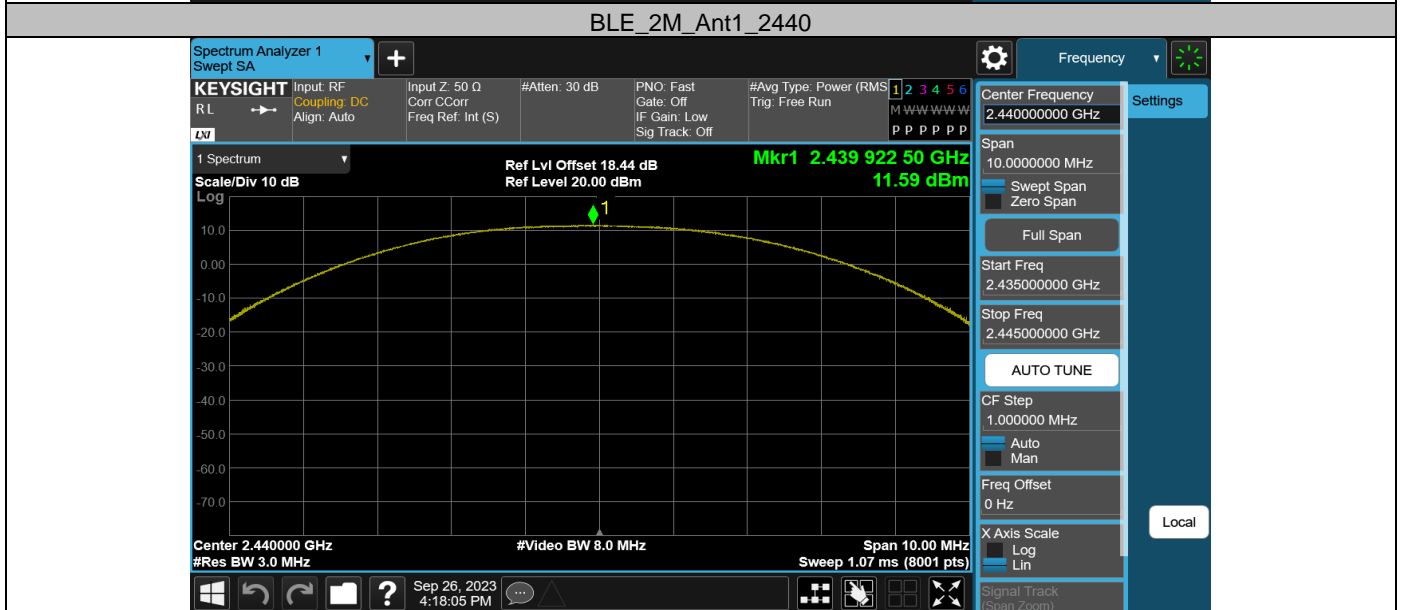 BLE_2M_Ant1_2440
Spectrum Analyzer 1
Swept SA
+
Frequency
KEYSIGHT
RL
LXI
Input: RF
Coupling: DC
Align: Auto
Input Z: 50 Ω
Corr CCorr
Freq Ref: Int (S)
#Atten: 30 dB
PNO: Fast
Gate: Off
IF Gain: Low
Sig Track: Off
#Avg Type: Power (RMS
Trig: Free Run
1 2 3 4 5 6
M W W W W W
P P P P P P
1 Spectrum
Scale/Div 10 dB
Log
Ref Lvl Offset 18.44 dB
Ref Level 20.00 dBm
Mkr1 2.439 922 50 GHz
11.59 dBm
1
10.0
0.00
-10.0
-20.0
-30.0
-40.0
-50.0
-60.0
-70.0
Center 2.440000 GHz
#Res BW 3.0 MHz
#Video BW 8.0 MHz
Span 10.00 MHz
Sweep 1.07 ms (8001 pts)
?
Sep 26, 2023
4:18:05 PM
Center Frequency
2.440000000 GHz
Span
10.0000000 MHz
Swept Span
Zero Span
Full Span
Start Freq
2.435000000 GHz
Stop Freq
2.445000000 GHz
AUTO TUNE
CF Step
1.000000 MHz
Auto
Man
Freq Offset
0 Hz
X Axis Scale
Log
Lin
Signal Track
(Span Zoom)
Settings
Local